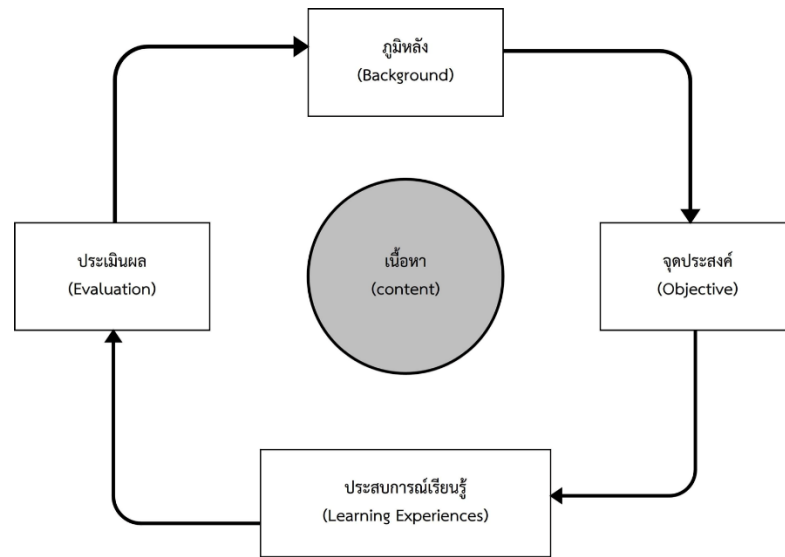 ภูมิหลัง
(Background)
ประเมินผล
(Evaluation)
เนื้อหา
(content)
จุดประสงค์
(Objective)
ประสบการณ์เรียนรู้
(Learning Experiences)